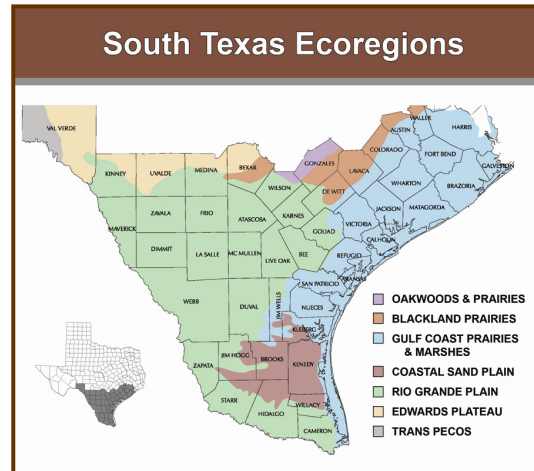 South Texas Ecoregions
VAL VERDE
KINNEY
UVALDE
MEDINA
BEXAR
GONZALES
LAVACA
COLORADO
AUSTIN
WALLER
HARRIS
FORT BEND
GALVESTON
BRAZORIA
WHARTON
MATAGORDA
JACKSON
DE WITT
WILSON
KARNES
GOLIAD
VICTORIA
CALHOUN
REFUGIO
ARANSAS
MAVERICK
ZAVALA
FRIO
ATASCOSA
DIMMIT
LA SALLE
MC MULLEN
LIVE OAK
BEE
SAN PATRICIO
WEBB
DUVAL
JIM WELLS
NUECES
KLEBERG
ZAPATA
JIM HOGG
BROOKS
KENEDY
STARR
HIDALGO
WILLACY
CAMERON
OAKWOODS & PRAIRIES
BLACKLAND PRAIRIES
GULF COAST PRAIRIES
& MARSHES
COASTAL SAND PLAIN
RIO GRANDE PLAIN
EDWARDS PLATEAU
TRANS PECOS